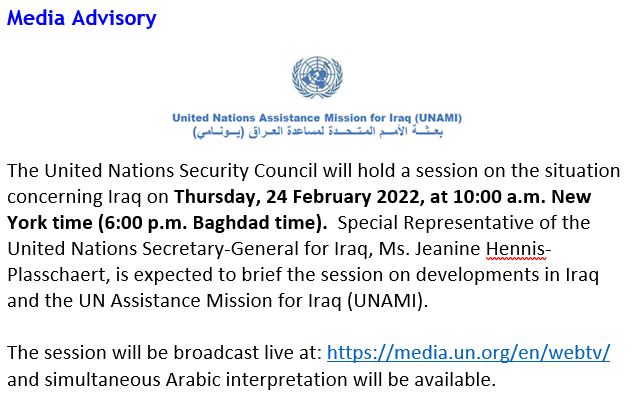 Media Advisory
United Nations Assistance Mission for Iraq (UNAMI)
بعثة الأمم المتحدة لمساعدة العراق (يونامي)
The United Nations Security Council will hold a session on the situation
concerning Iraq on Thursday, 24 February 2022, at 10:00 a.m. New
York time (6:00 p.m. Baghdad time).  Special Representative of the
United Nations Secretary-General for Iraq, Ms. Jeanine Hennis-
Plasschaert, is expected to brief the session on developments in Iraq
and the UN Assistance Mission for Iraq (UNAMI).
The session will be broadcast live at: https://media.un.org/en/webtv/
and simultaneous Arabic interpretation will be available.